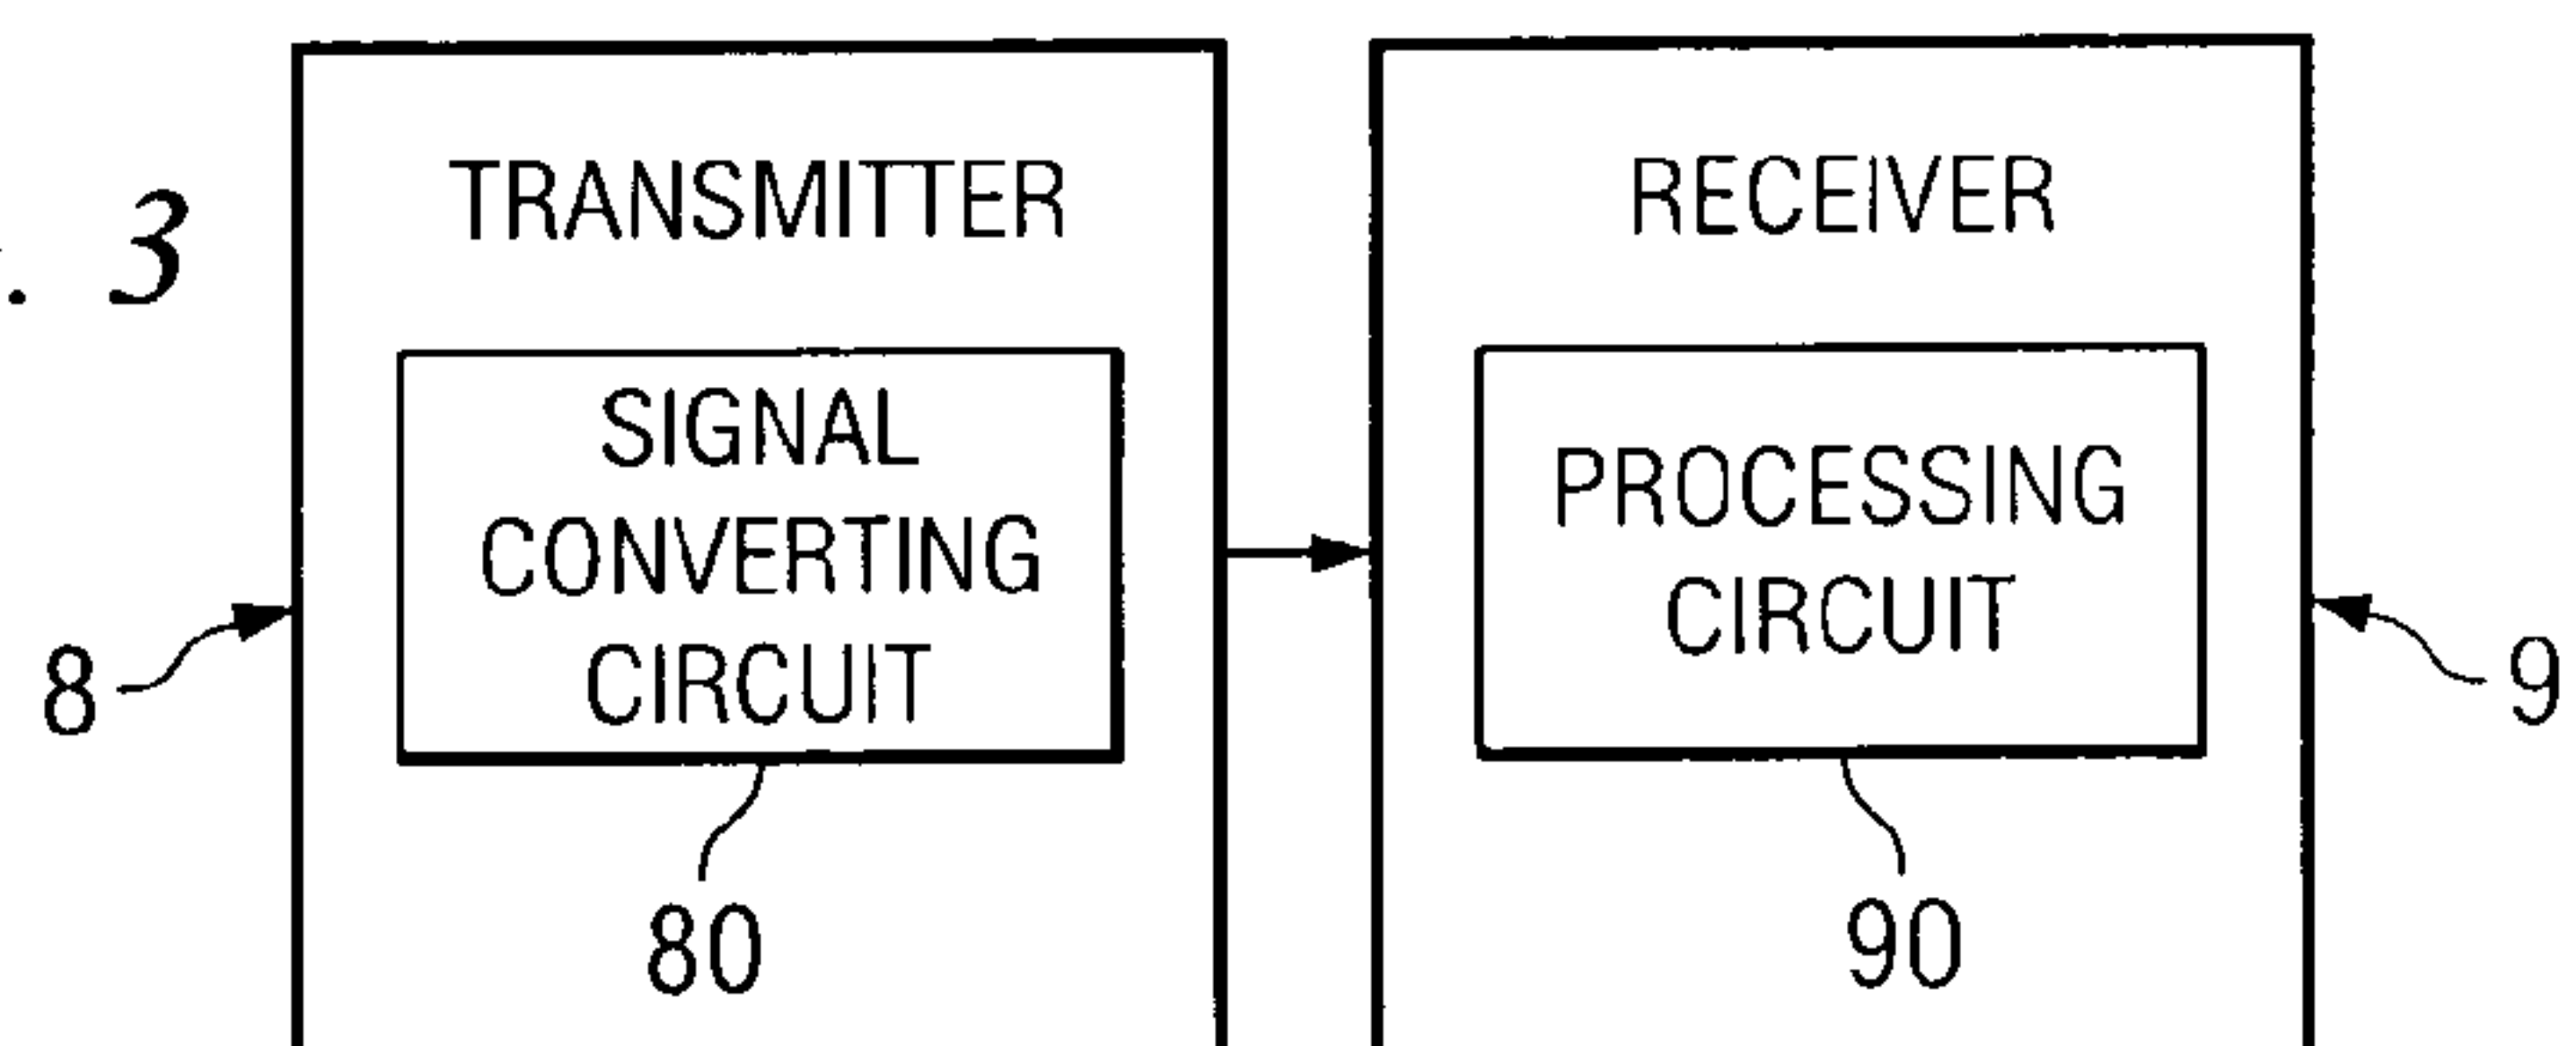 . 3
TRANSMITTER
SIGNAL
CONVERTING
CIRCUIT
8
80
RECEIVER
PROCESSING
CIRCUIT
9
90